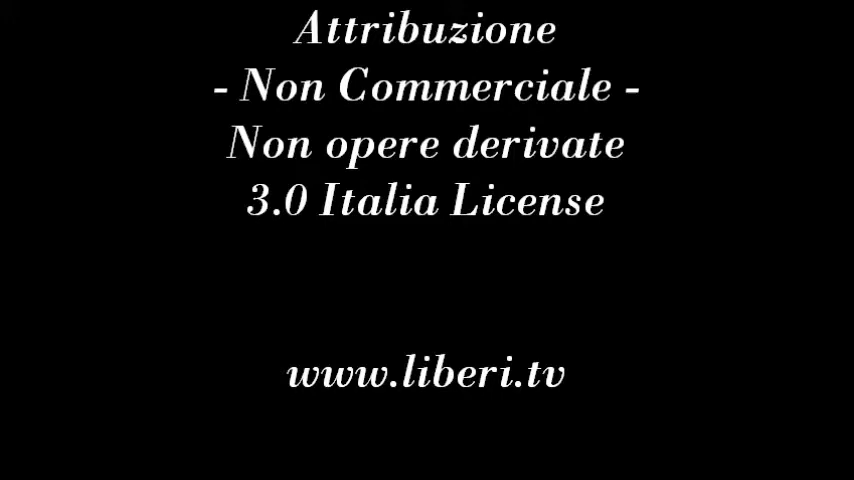 Attribuzione
- Non Commerciale -
Non opere derivate
3.0 Italia License
www.liberi.tv